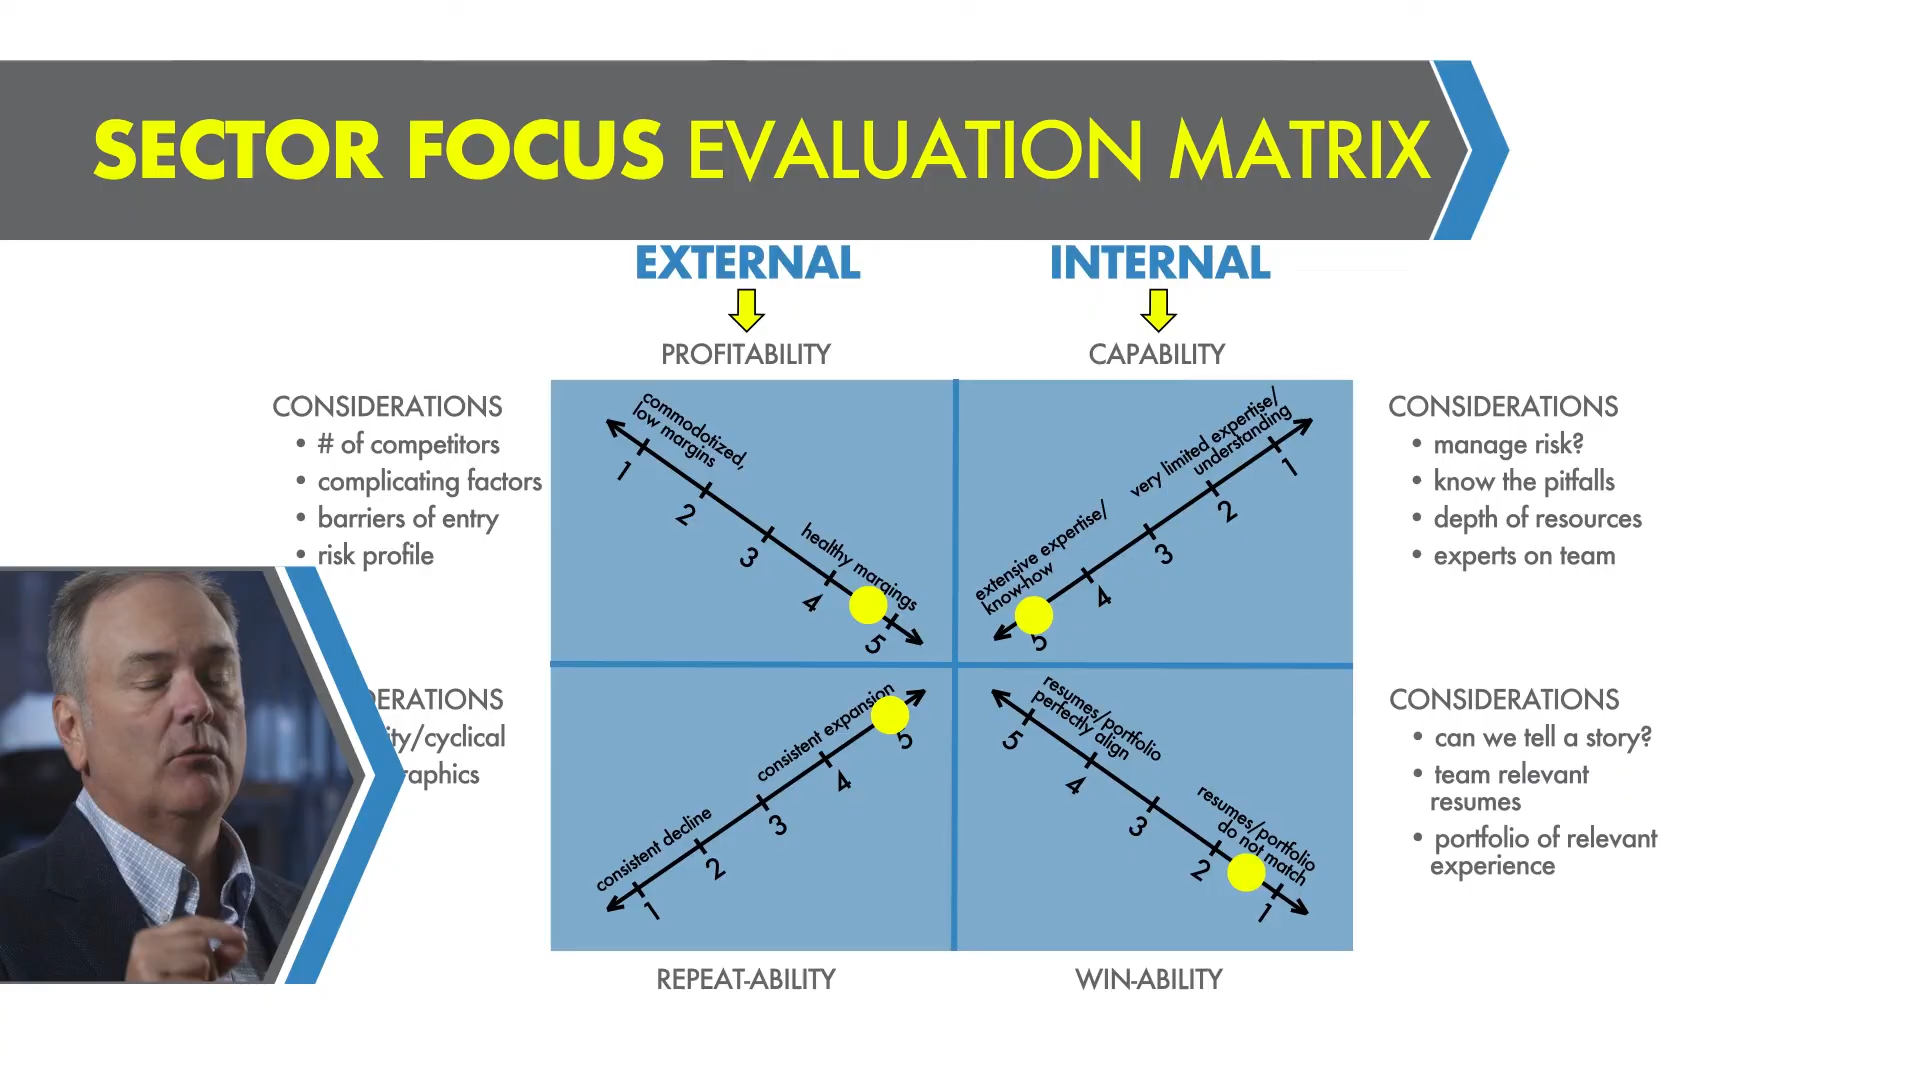 SECTOR FOCUS EVALUATION MATRIX
EXTERNAL
INTERNAL
PROFITABILITY
CAPABILITY
CONSIDERATIONS
• # of competitors
• complicating factors
• barriers of entry
• risk profile
commodotized,
low margins
healthy margings
1
2
3
4
5
very limited expertise/
understanding
extensive expertise/
know-how
1
2
3
4
5
CONSIDERATIONS
• manage risk?
• know the pitfalls
• depth of resources
• experts on team
ERATIONS
ity/cyclical
raphics
consistent expansion
consistent decline
5
4
3
2
1
resumes/portfolio
perfectly align
resumes/portfolio
do not match
5
4
3
2
1
CONSIDERATIONS
• can we tell a story?
• team relevant
resumes
• portfolio of relevant
experience
REPEAT-ABILITY
WIN-ABILITY